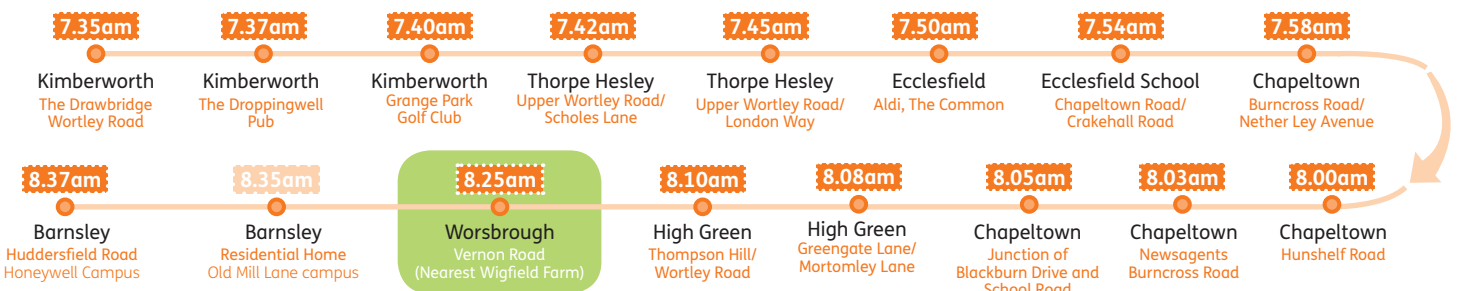 7.35am
Kimberworth
The Drawbridge
Wortley Road
7.37am
Kimberworth
The Droppingwell
Pub
7.40am
Kimberworth
Grange Park
Golf Club
7.42am
Thorpe Hesley
Upper Wortley Road/
Scholes Lane
7.45am
Thorpe Hesley
Upper Wortley Road/
London Way
7.50am
Ecclesfield
Aldi, The Common
7.54am
Ecclesfield School
Chapeltown Road/
Crakehall Road
7.58am
Chapeltown
Burncross Road/
Nether Ley Avenue
8.37am
Barnsley
Huddersfield Road
Honeywell Campus
8.35am
Barnsley
Residential Home
Old Mill Lane campus
8.25am
Worsbrough
Vernon Road
(Nearest Wigfield Farm)
8.10am
High Green
Thompson Hill/
Wortley Road
8.08am
High Green
Greengate Lane/
Mortomley Lane
8.05am
Chapeltown
Junction of
Blackburn Drive and
School Road
8.03am
Chapeltown
Newsagents
Burncross Road
8.00am
Chapeltown
Hunshelf Road